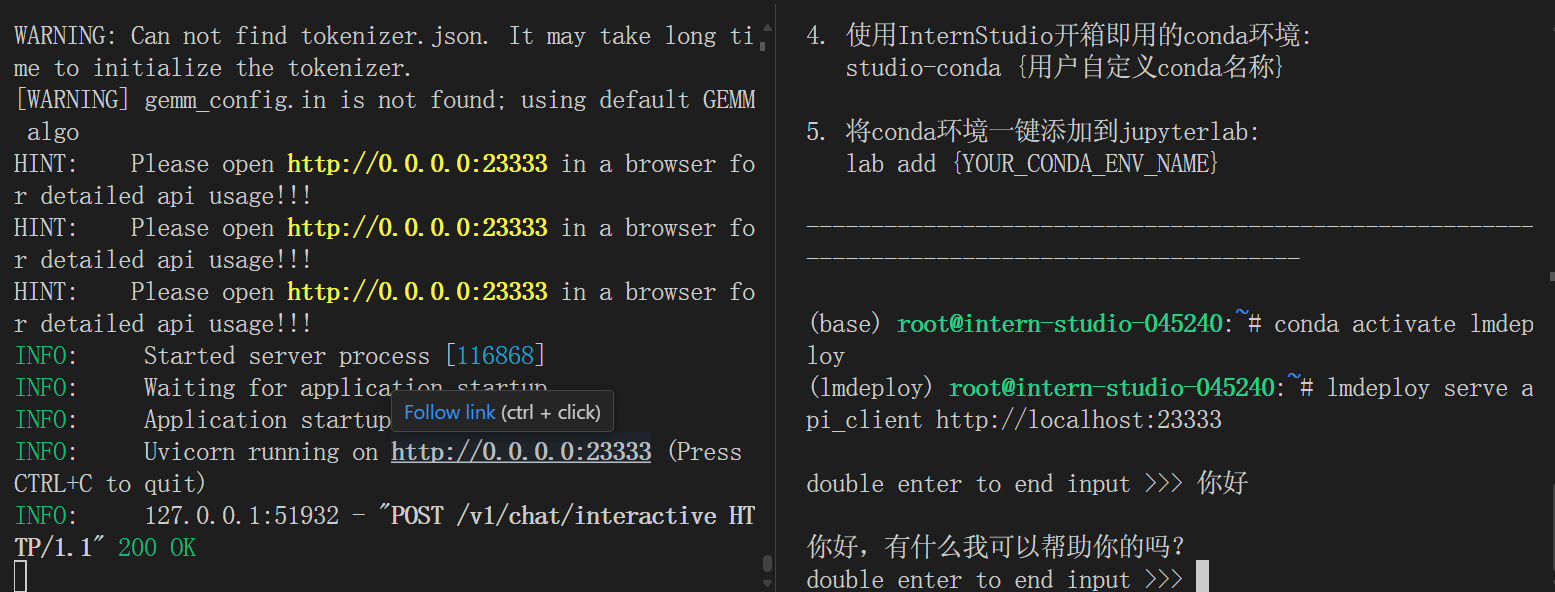 WARNING: Can not find tokenizer.json. It may take long ti
me to initialize the tokenizer.
[WARNING] gemm_config.in is not found; using default GEMM
algo
HINT:    Please open http://0.0.0.0:23333 in a browser fo
r detailed api usage!!!
HINT:    Please open http://0.0.0.0:23333 in a browser fo
r detailed api usage!!!
HINT:    Please open http://0.0.0.0:23333 in a browser fo
r detailed api usage!!!
INFO:     Started server process [116868]
INFO:     Waiting for application startup
INFO:     Application startup
Follow link (ctrl + click)
INFO:     Uvicorn running on http://0.0.0.0:23333 (Press
CTRL+C to quit)
INFO:     127.0.0.1:51932 - "POST /v1/chat/interactive HT
TP/1.1" 200 OK
4. 使用InternStudio开箱即用的conda环境:
studio-conda {用户自定义conda名称}
5. 将conda环境一键添加到jupyterlab:
lab add {YOUR_CONDA_ENV_NAME}
--------------------------------------------------------
--------------------------------------
(base) root@intern-studio-045240:~# conda activate lmdep
loy
(lmdeploy) root@intern-studio-045240:~# lmdeploy serve a
pi_client http://localhost:23333
double enter to end input >>> 你好
你好，有什么我可以帮助你的吗？
double enter to end input >>>